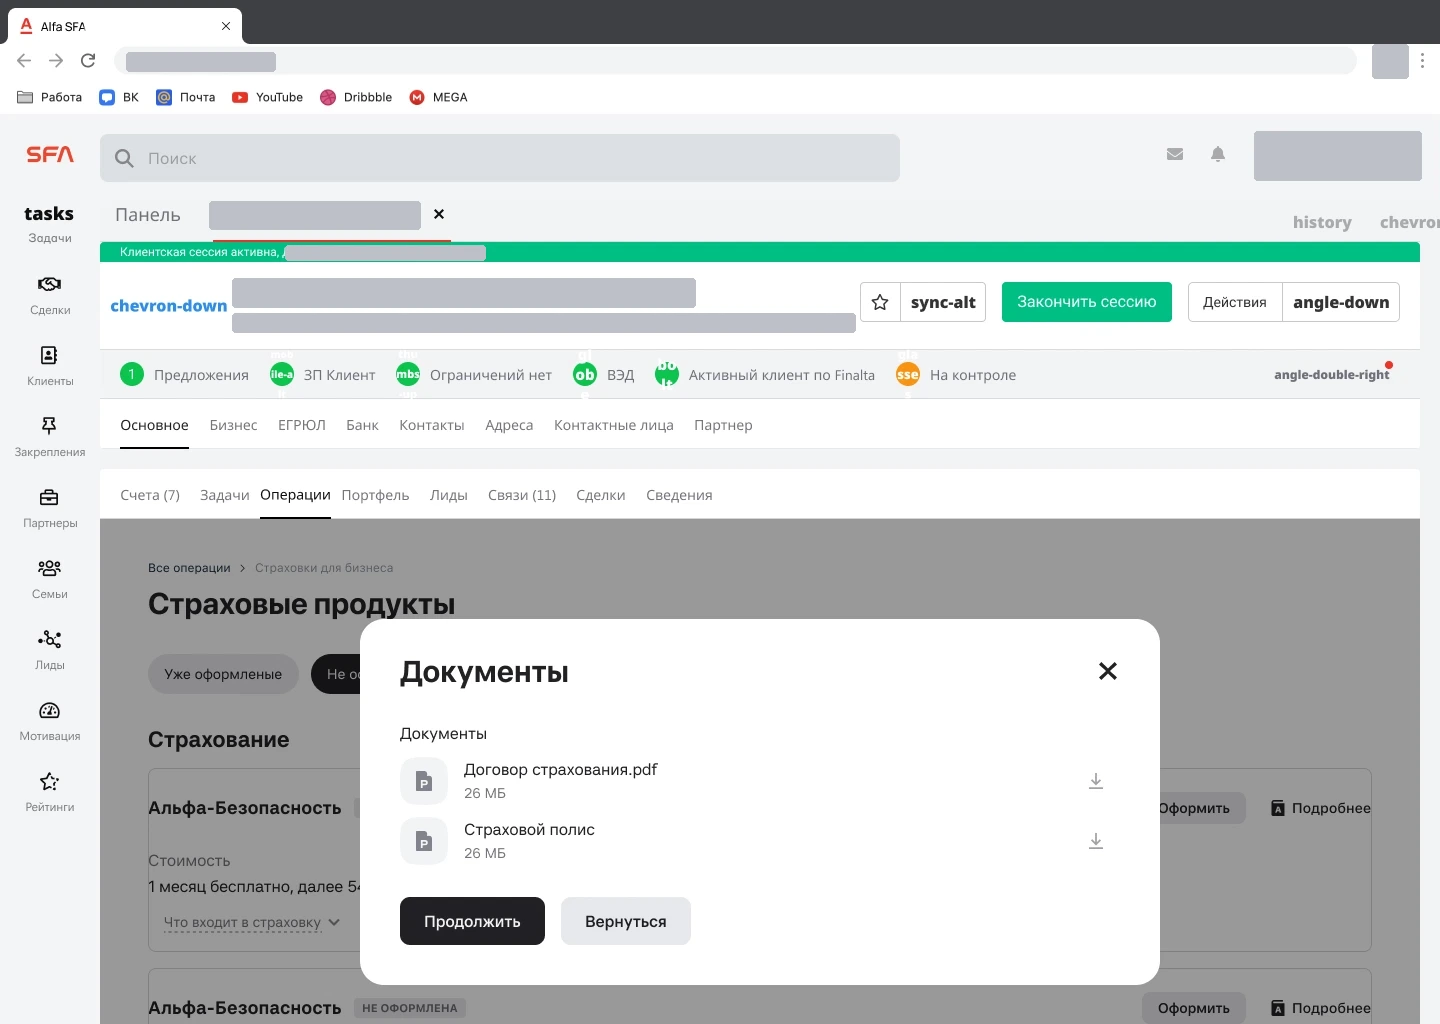 Alfa SFA
Работа
ВК
Почта
YouTube
Dribbble
MEGA
SFA
Поиск
tasks
Задачи
Панель
history
Клиентская сессия активна,
chevron-down
sync-alt
Закончить сессию
Действия
angle-down
Сделки
1
Предложения
ЗП Клиент
mbs
Ограничений нет
ob
ВЭД
Активный клиент по Finalta
sse
На контроле
angle-double-right
Клиенты
Основное
Бизнес
ЕГРЮЛ
Банк
Контакты
Адреса
Контактные лица
Партнер
Закрепления
Счета (7)
Задачи
Операции
Портфель
Лиды
Связи (11)
Сделки
Сведения
Партнеры
Все операции
Страховки для бизнеса
Семьи
Страховые продукты
Лиды
Уже оформленые
Мотивация
Страхование
Рейтинги
Альфа-Безопасность
Оформить
Подробнее
Стоимость
1 месяц бесплатно, далее
Что входит в страховку
Документы
Документы
Договор страхования.pdf
26 МБ
Страховой полис
26 МБ
Продолжить
Вернуться
Альфа-Безопасность
НЕ ОФОРМЛЕНА
Оформить
Подробнее